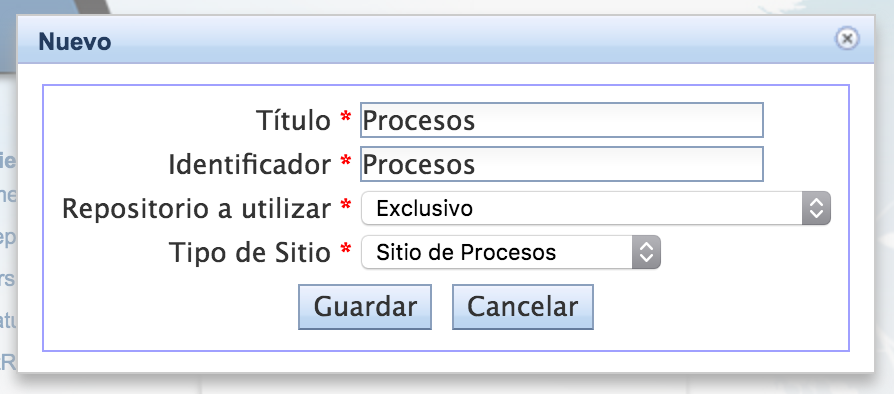 Nuevo
Título * Procesos
Identificador * Procesos
Repositorio a utilizar * Exclusivo
Tipo de Sitio * Sitio de Procesos
Guardar Cancelar